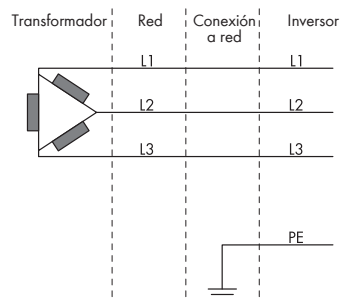 Transformador
Red
Conexión
a red
Inversor
L1
L1
L2
L2
L3
L3
PE